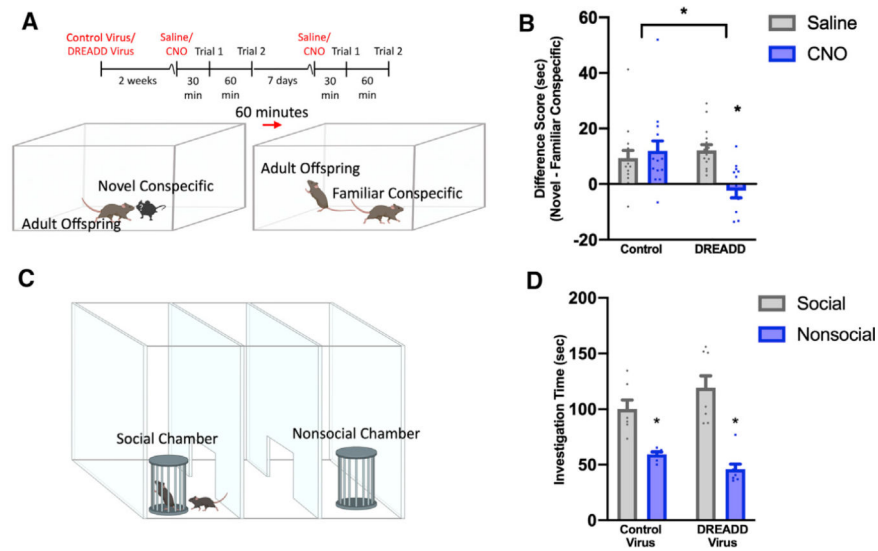 A
Control Virus/
DREADD Virus
Saline/
CNO
Trial 1
Trial 2
Saline/
CNO
Trial 1
Trial 2
2 weeks
30
min
60
min
7 days
30
min
60
min
60 minutes
Novel Conspecific
Adult Offspring
Adult Offspring
Familiar Conspecific
B
*
Saline
CNO
Difference Score (sec)
(Novel - Familiar Conspecific)
60
40
20
0
-20
*
Control
DREADD
C
Social Chamber
Nonsocial Chamber
D
Social
Nonsocial
Investigation Time (sec)
200
150
100
50
0
*
*
Control
Virus
DREADD
Virus